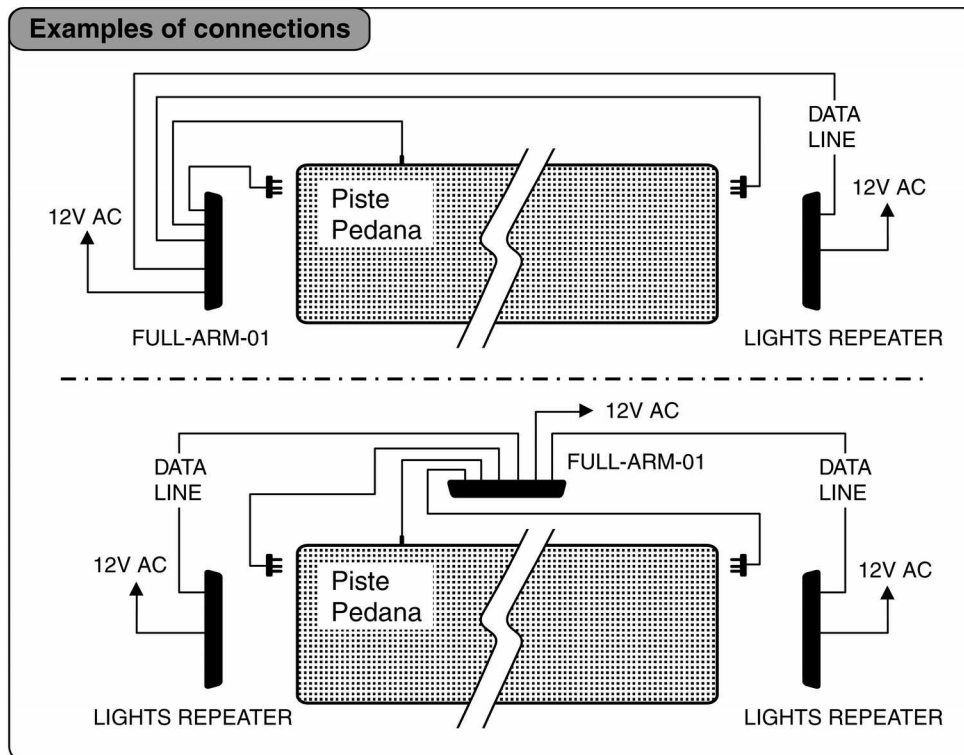 Examples of connections
DATA
LINE
Piste
Pedana
12V AC
12V AC
FULL-ARM-01
LIGHTS REPEATER
12V AC
FULL-ARM-01
DATA
LINE
DATA
LINE
12V AC
Piste
Pedana
12V AC
LIGHTS REPEATER
LIGHTS REPEATER